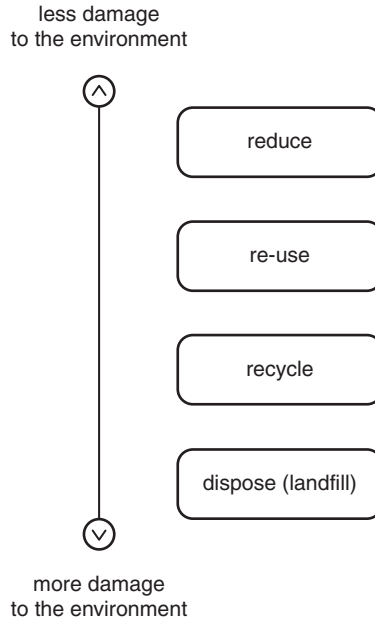 less damage
to the environment
reduce
re-use
recycle
dispose (landfill)
more damage
to the environment